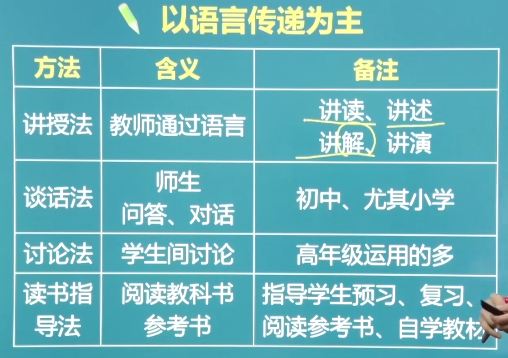 以语言传递为主
方法 含义 备注
讲授法 教师通过语言 讲读、讲述
讲解、讲演
谈话法 师生
问答、对话 初中、尤其小学
讨论法 学生间讨论 高年级运用的多
读书指
导法 阅读教科书
参考书 指导学生预习、复习、
阅读参考书、自学教材